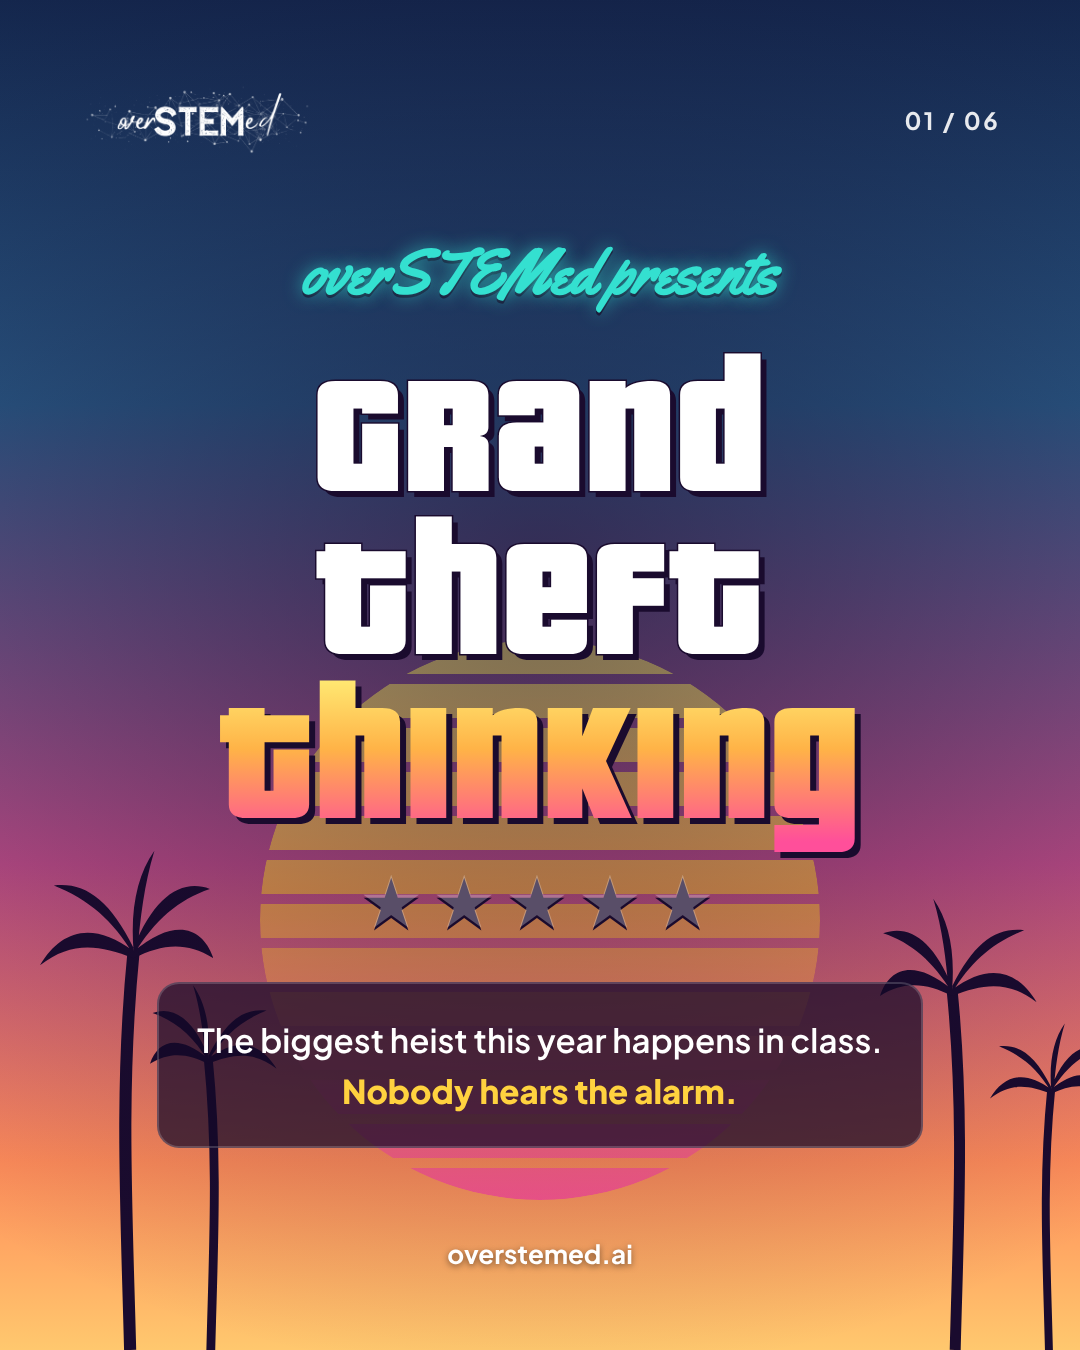 overSTEMed
01 / 06
overSTEMed presents
GRand
theft
thinking
The biggest heist this year happens in class.
Nobody hears the alarm.
overstemed.ai